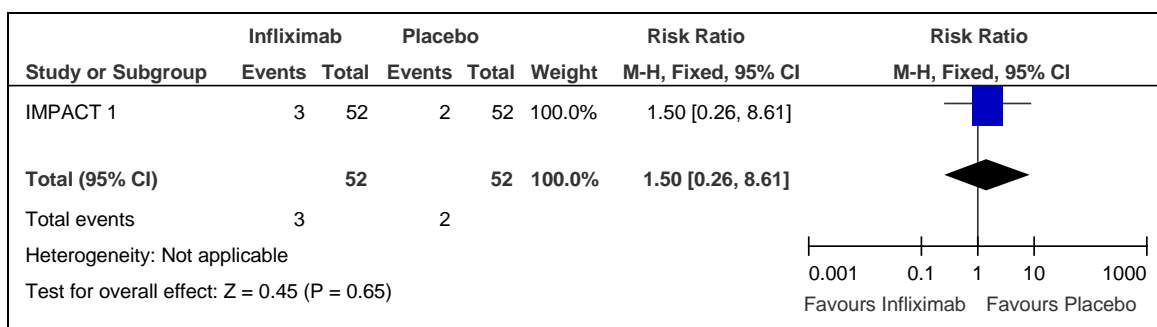 Infliximab Placebo Risk Ratio Risk Ratio
Study or Subgroup Events Total Events Total Weight M-H, Fixed, 95% CI M-H, Fixed, 95% CI
IMPACT 1 3 52 2 52 100.0% 1.50 [0.26, 8.61]
Total (95% CI) 52 52 100.0% 1.50 [0.26, 8.61]
Total events 3 2
Heterogeneity: Not applicable
Test for overall effect: Z = 0.45 (P = 0.65)
0.001 0.1 1 10 1000
Favours Infliximab Favours Placebo